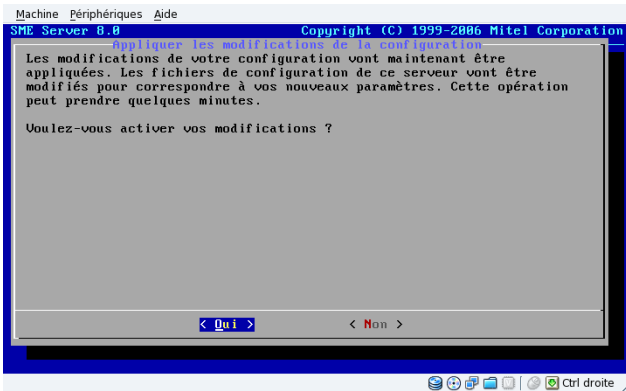 Machine Périphériques Aide
SME Server 8.0 Copyright (C) 1999-2006 Mitel Corporation
Appliquer les modifications de la configuration
Les modifications de votre configuration vont maintenant être
appliquées. Les fichiers de configuration de ce serveur vont être
modifiés pour correspondre à vos nouveaux paramètres. Cette opération
peut prendre quelques minutes.
Voulez-vous activer vos modifications ?
< Oui > < Non >
Ctrl droite